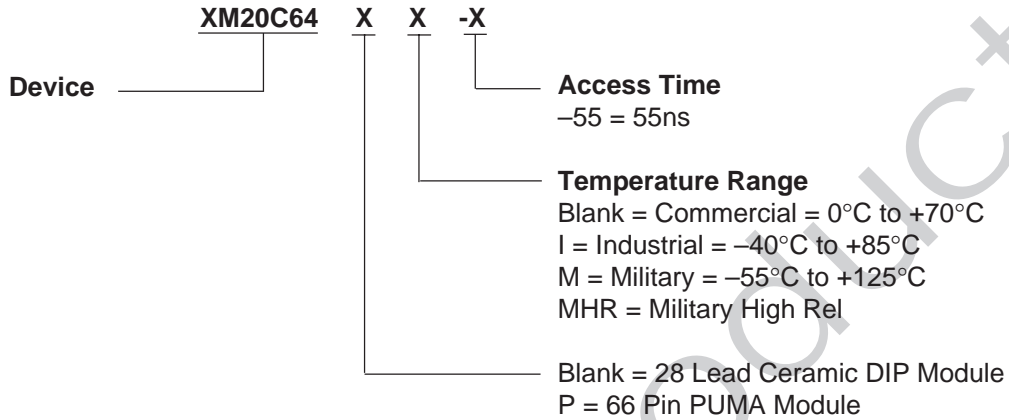 XM20C64 X X -X
Device
Access Time
–55 = 55ns
Temperature Range
Blank = Commercial = 0°C to +70°C
I = Industrial = –40°C to +85°C
M = Military = –55°C to +125°C
MHR = Military High Rel
Blank = 28 Lead Ceramic DIP Module
P = 66 Pin PUMA Module